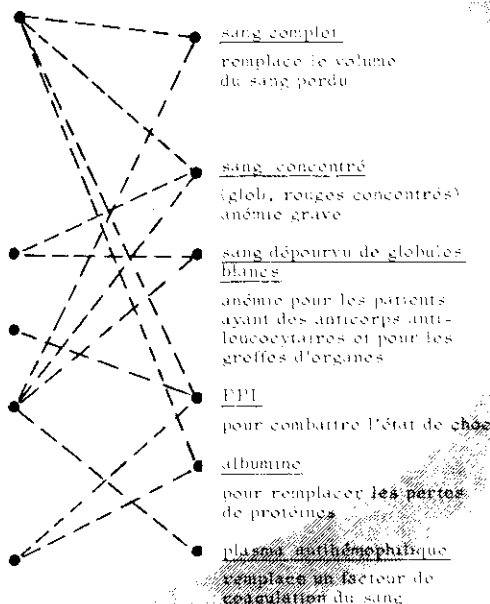 sang complet
remplace le volume
du sang perdu
sang concentré
(glob. rouges concentrés)
anémie grave
sang dépourvu de globules
blancs
anémie pour les patients
ayant des anticorps anti-
leucocytaires et pour les
greffes d'organes
PPI
pour combattre l'état de choc
albumine
pour remplacer les pertes
de protéines
plasma antihémophilique
remplace un facteur de
coagulation du sang